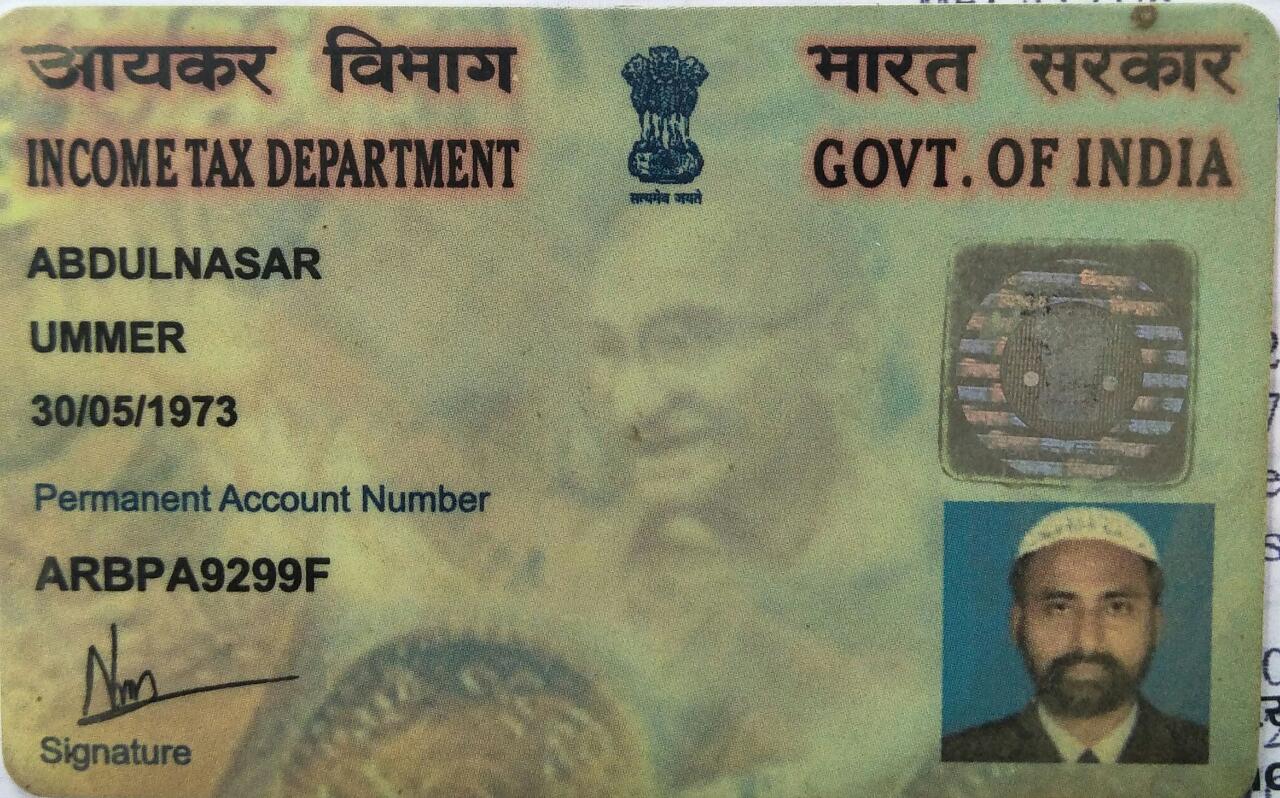 आयकर विभाग
INCOME TAX DEPARTMENT
सत्यमेव जयते
भारत सरकार
GOVT. OF INDIA
ABDULNASAR
UMMER
30/05/1973
Permanent Account Number
ARBPA9299F
Signature